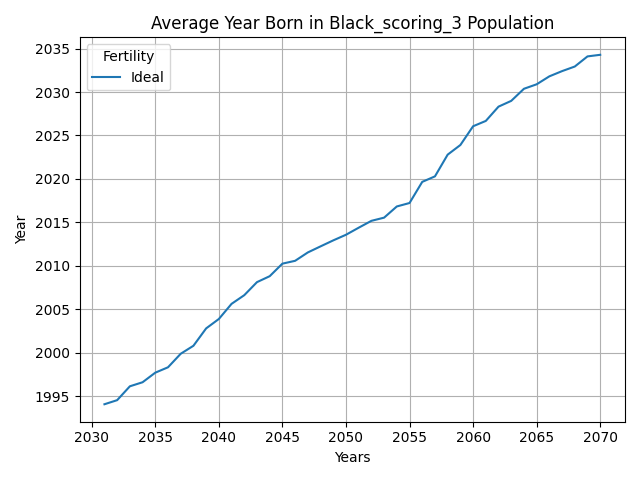 Average Year Born in Black_scoring_3 Population
Fertility
Ideal
2035
2030
2025
2020
2015
2010
2005
2000
1995
Year
2030 2035 2040 2045 2050 2055 2060 2065 2070
Years